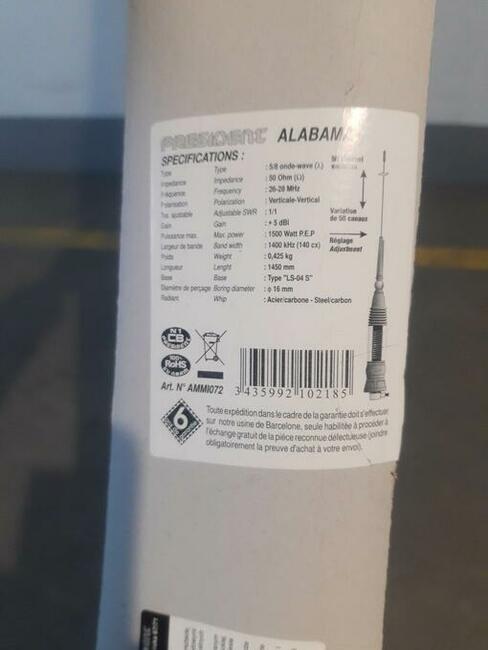 PRESIDENT ALABAMA
SPECIFICATIONS :
Type Type : 5/8 onde-wave (λ)
Impédance Impedance : 50 Ohm (Ω)
Fréquence Frequency : 26-28 MHz
Polarisation Polarization : Verticale-Vertical
Tos. ajustable Adjustable SWR : 1/1
Gain Gain : + 5 dBi
Puissance max. Max. power : 1500 Watt P.E.P
Largeur de bande Band width : 1400 kHz (140 cx)
Poids Weight : 0,425 kg
Longueur Lenght : 1450 mm
Base Base : Type "LS-04 S"
Diamètre de perçage Boring diameter : ϕ 16 mm
Radiant Whip : Acier/carbone - Steel/carbon
Variation
de 50 canaux
Réglage
Adjustment
N1
CB
PRESIDENT
100%
RoHS
Art. N° AMMI072
3 435992 102185
6
Toute expédition dans le cadre de la garantie doit s'effectuer
sur notre usine de Barcelone, seule habilitée à procéder à
l'échange gratuit de la pièce reconnue défectueuse (joindre
obligatoirement la preuve d'achat à votre envoi).